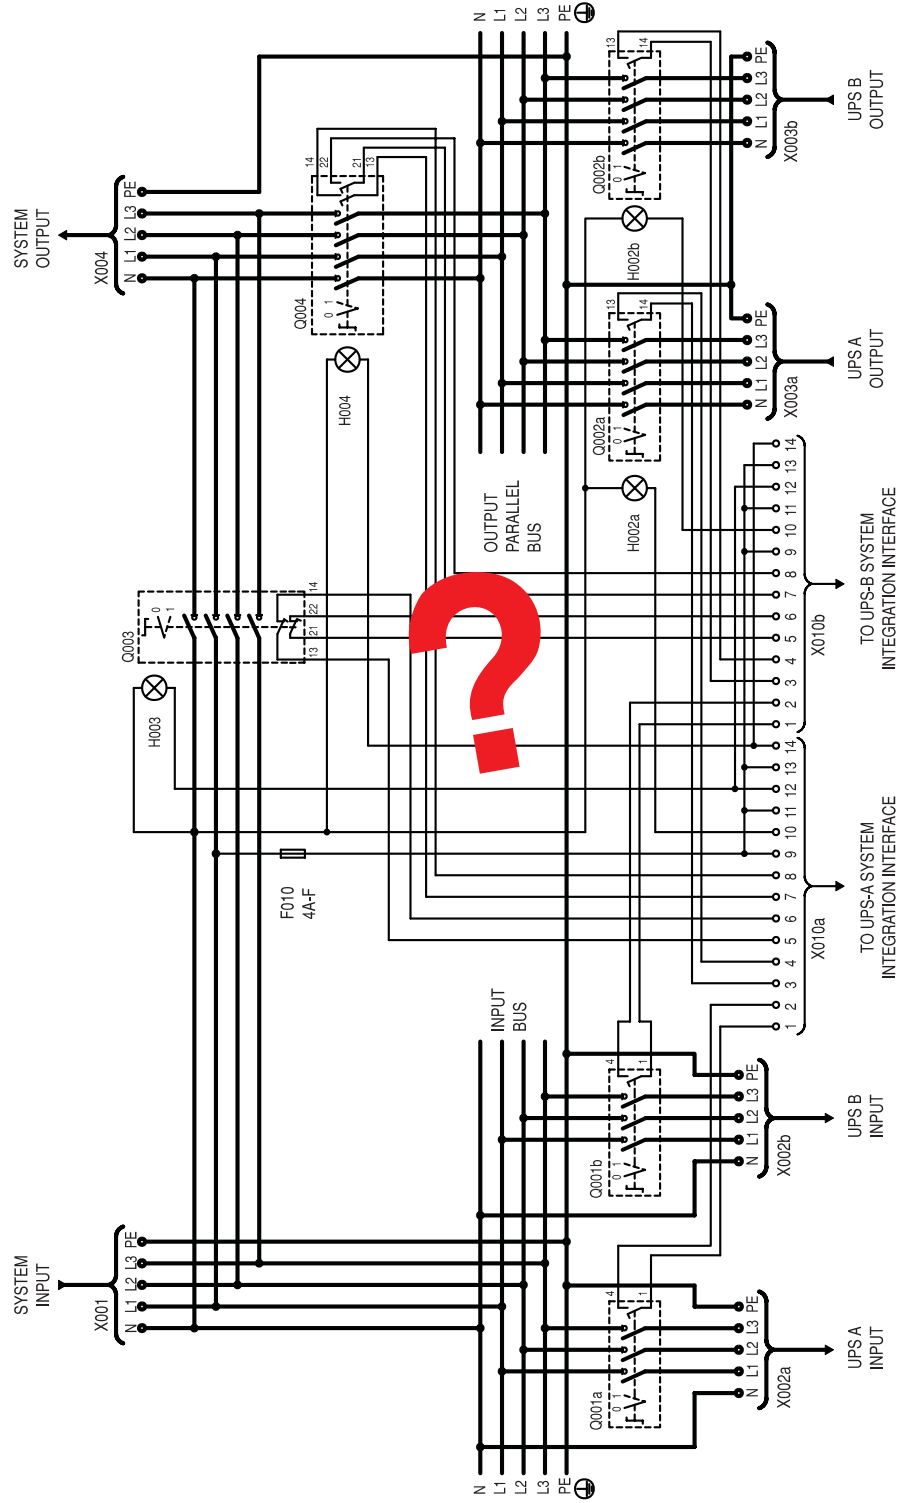 SYSTEM
INPUT
X001
N L1 L2 L3 PE
SYSTEM
OUTPUT
X004
N L1 L2 L3 PE
Q003
0 1
13 21 22 14
H003
Q004
0 1
14
22
21
13
H004
F010
4A-F
N
L1
L2
L3
PE
INPUT
BUS
OUTPUT
PARALLEL
BUS
N
L1
L2
L3
PE
?
Q001a
0 1
4
1
Q001b
0 1
4
1
H002a
Q002a
0 1
13
14
H002b
Q002b
0 1
13
14
N L1 L2 L3 PE
X002a
UPS A
INPUT
N L1 L2 L3 PE
X002b
UPS B
INPUT
1 2 3 4 5 6 7 8 9 10 11 12 13 14
X010a
TO UPS-A SYSTEM
INTEGRATION INTERFACE
1 2 3 4 5 6 7 8 9 10 11 12 13 14
X010b
TO UPS-B SYSTEM
INTEGRATION INTERFACE
N L1 L2 L3 PE
X003a
UPS A
OUTPUT
N L1 L2 L3 PE
X003b
UPS B
OUTPUT